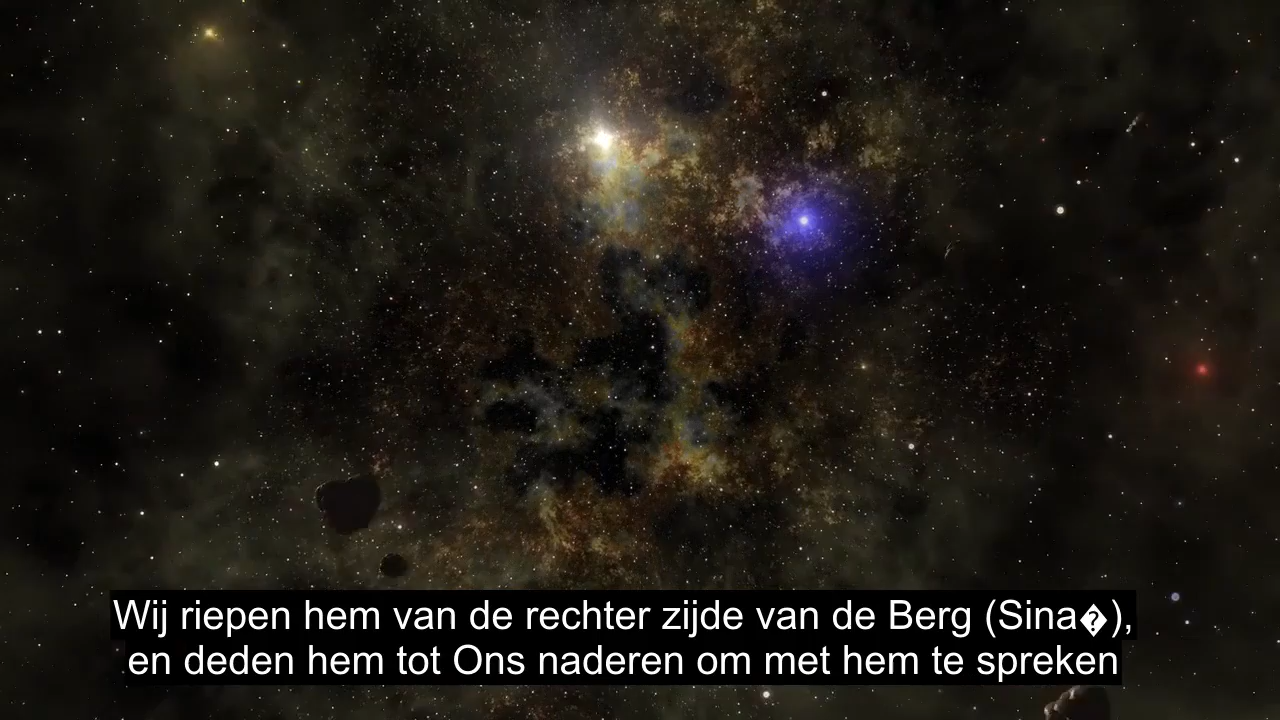 Wij riepen hem van de rechter zijde van de Berg (Sina�),
en deden hem tot Ons naderen om met hem te spreken